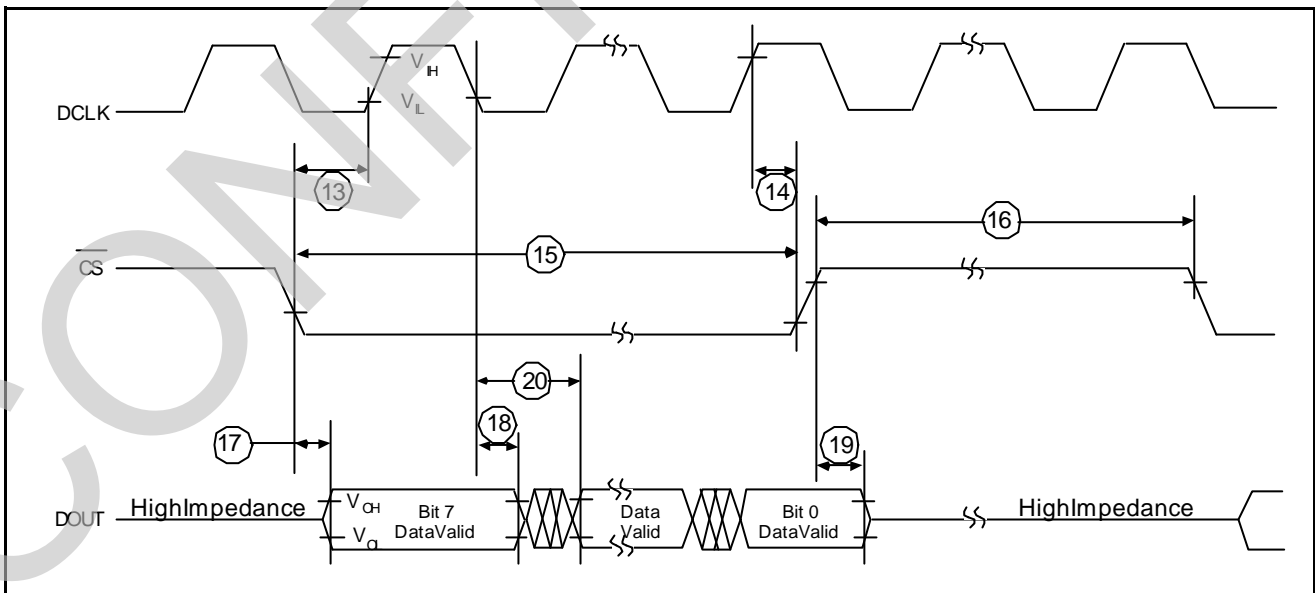 DCLK
V IH
V IL
13
14
16
CS
15
20
17
18
19
DOUT
HighImpedance
V OH
V OL
Bit 7
DataValid
Data
Valid
Bit 0
DataValid
HighImpedance
CONF